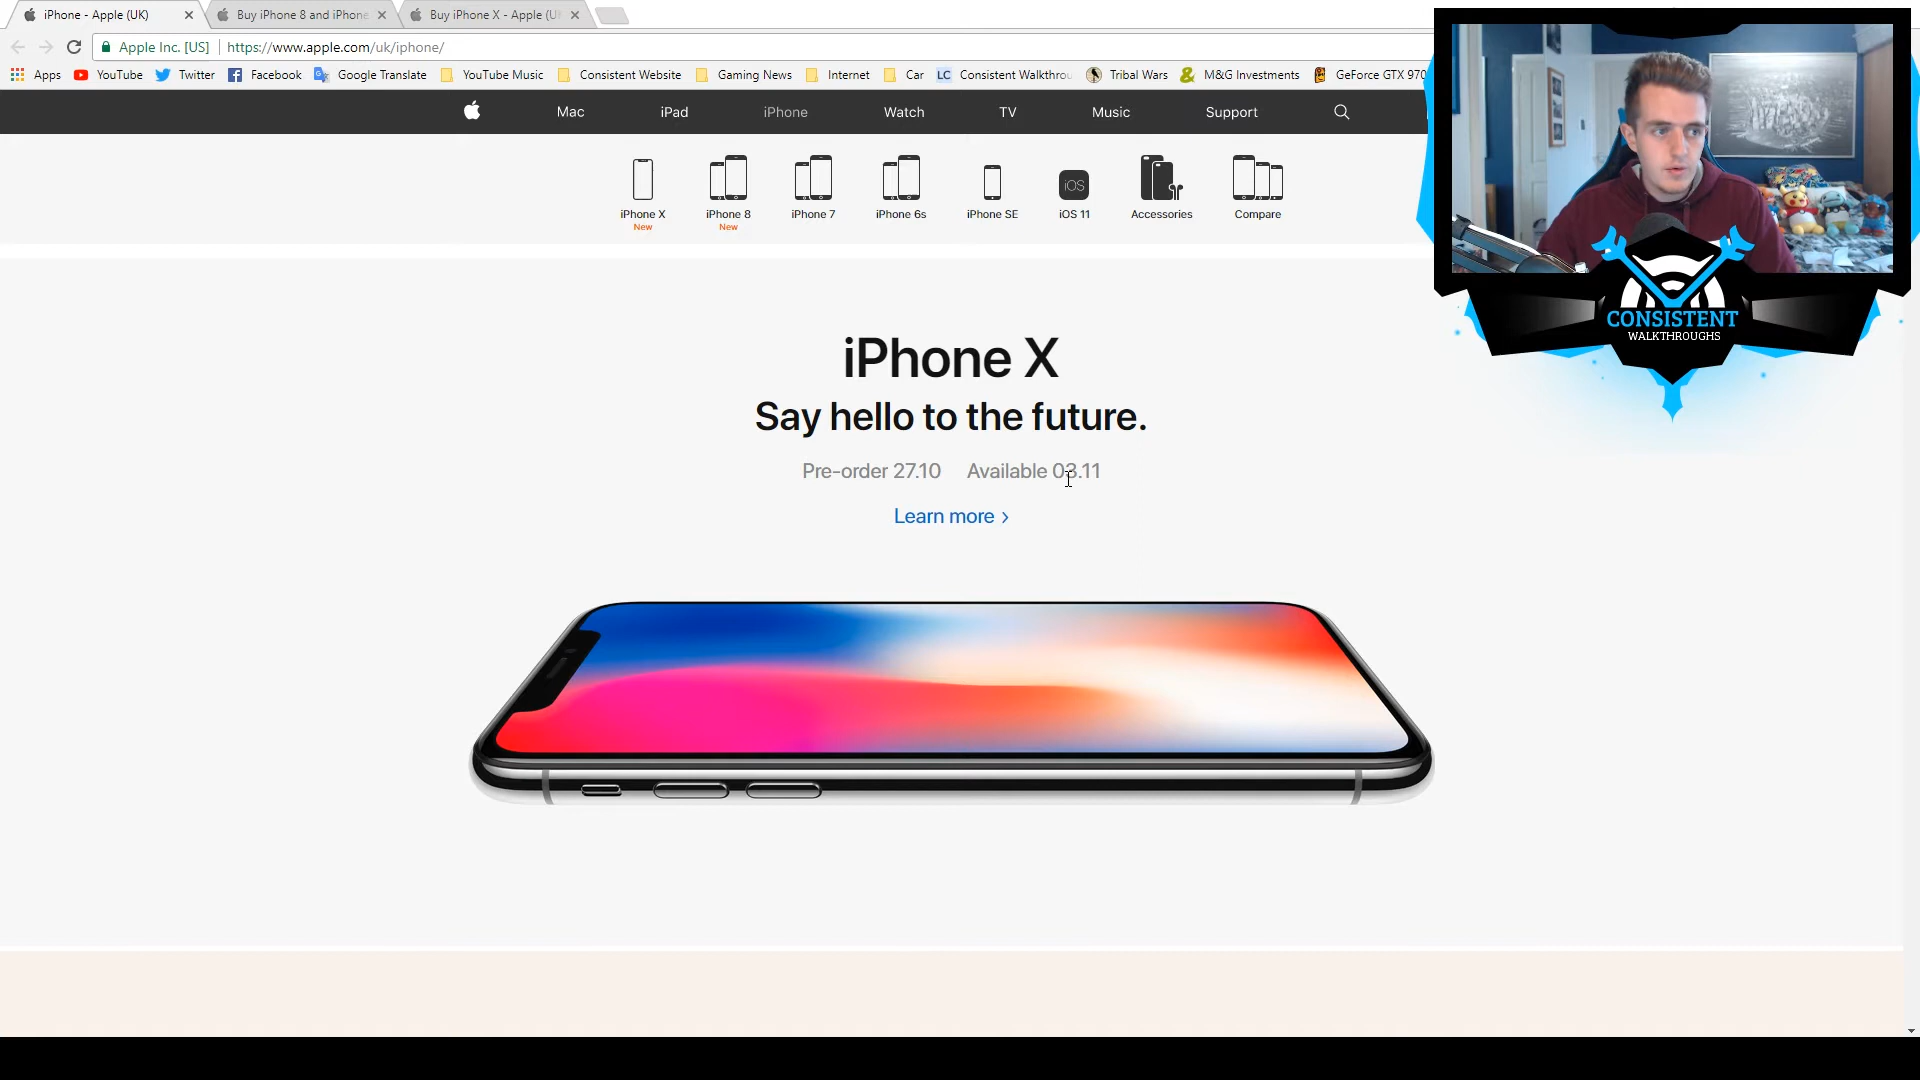 iPhone - Apple (UK)
Buy iPhone 8 and iPhone
Buy iPhone X - Apple (U
Apple Inc. [US]
https://www.apple.com/uk/iphone/
Apps YouTube Twitter Facebook Google Translate YouTube Music Consistent Website Gaming News Internet Car LC Consistent Walkthrou Tribal Wars M&G Investments GeForce GTX 970
Mac iPad iPhone Watch TV Music Support
iOS
iPhone X iPhone 8 iPhone 7 iPhone 6s iPhone SE iOS 11 Accessories Compare
New New
CONSISTENT
WALKTHROUGHS
iPhone X
Say hello to the future.
Pre-order 27.10 Available 03.11
Learn more >